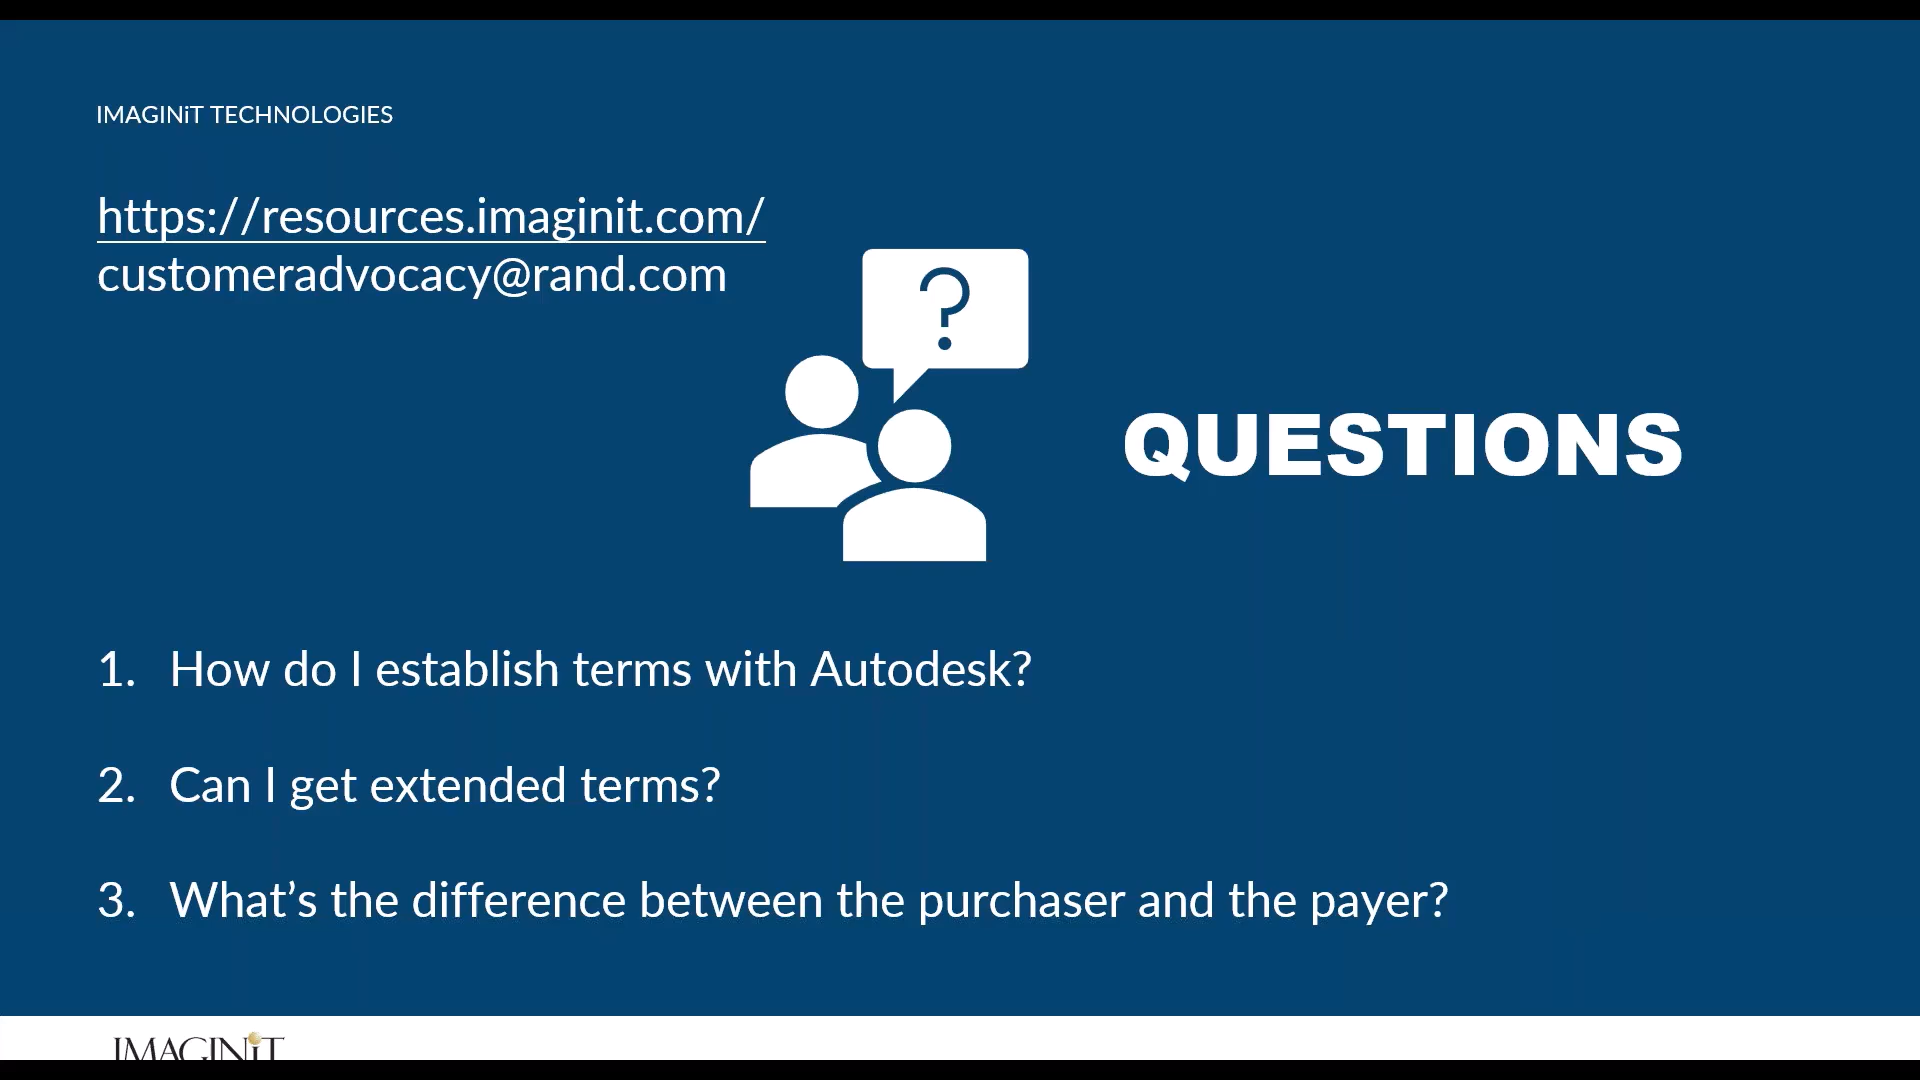 IMAGINiT TECHNOLOGIES
https://resources.imaginit.com/
customeradvocacy@rand.com
?
QUESTIONS
1. How do I establish terms with Autodesk?
2. Can I get extended terms?
3. What’s the difference between the purchaser and the payer?
IMAGINiT